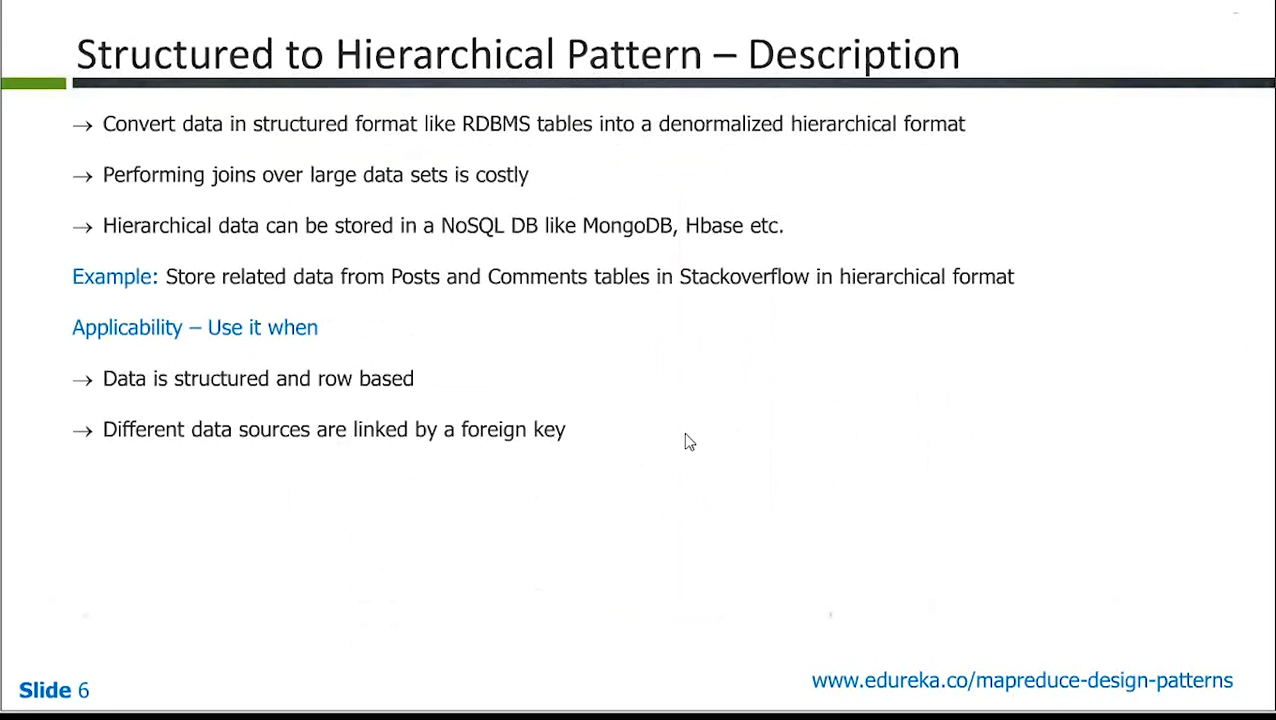 Structured to Hierarchical Pattern – Description
→ Convert data in structured format like RDBMS tables into a denormalized hierarchical format
→ Performing joins over large data sets is costly
→ Hierarchical data can be stored in a NoSQL DB like MongoDB, Hbase etc.
Example: Store related data from Posts and Comments tables in Stackoverflow in hierarchical format
Applicability – Use it when
→ Data is structured and row based
→ Different data sources are linked by a foreign key
Slide 6
www.edureka.co/mapreduce-design-patterns